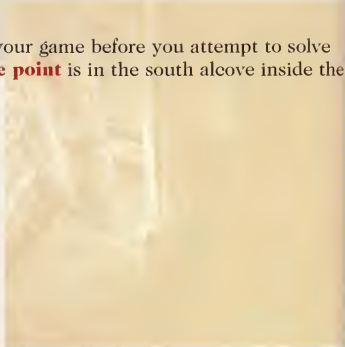 your game before you attempt to solve
point is in the south alcove inside the